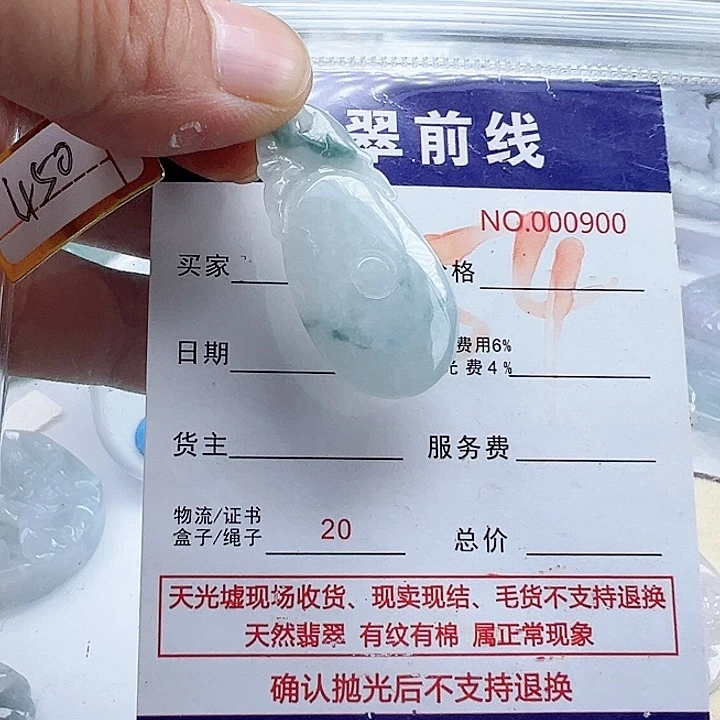 翠前线
450
NO.000900
买家
格
日期
费用6%
费4%
货主
服务费
物流/证书
盒子/绳子
20
总价
天光墟现场收货、现实现结、毛货不支持退换
天然翡翠 有纹有棉 属正常现象
确认抛光后不支持退换